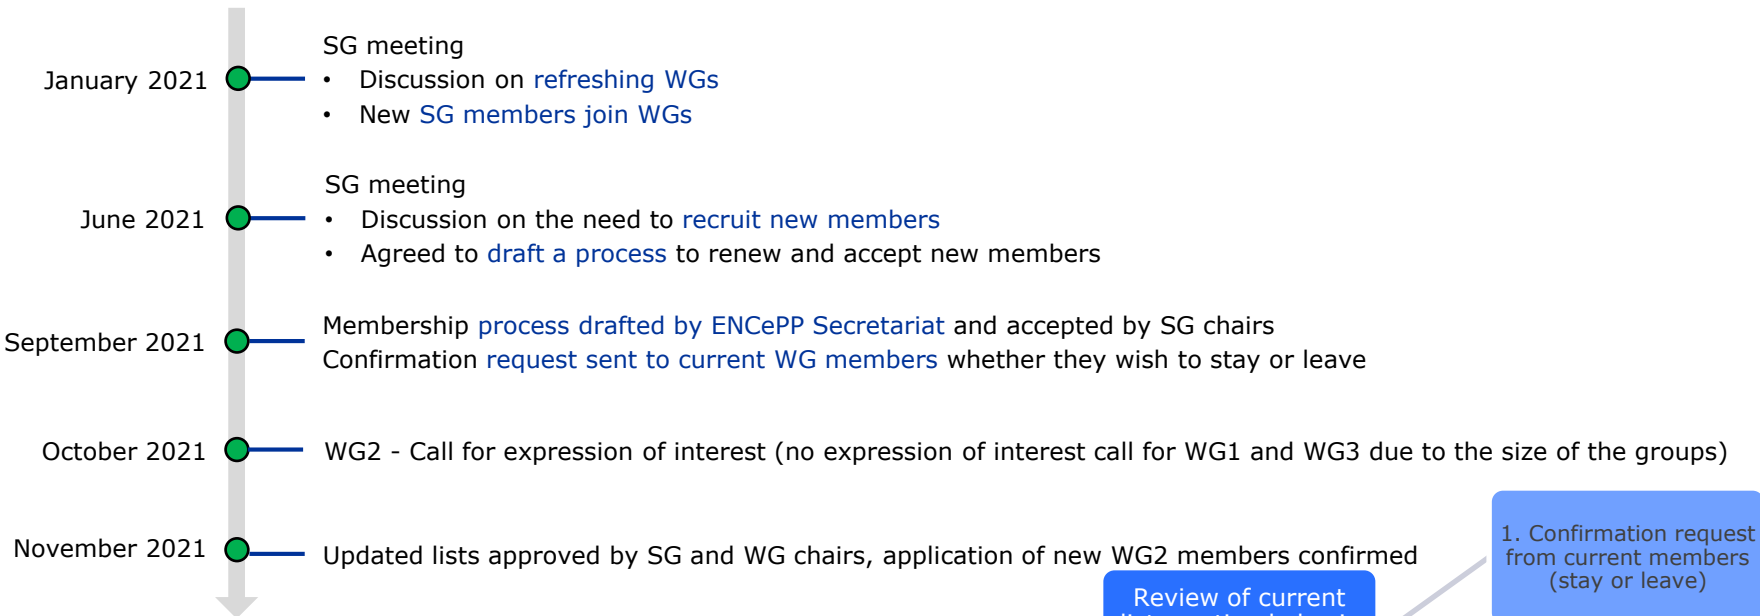 SG meeting
January 2021
• Discussion on refreshing WGs
• New SG members join WGs
SG meeting
June 2021
• Discussion on the need to recruit new members
• Agreed to draft a process to renew and accept new members
September 2021
Membership process drafted by ENCePP Secretariat and accepted by SG chairs
Confirmation request sent to current WG members whether they wish to stay or leave
October 2021
WG2 - Call for expression of interest (no expression of interest call for WG1 and WG3 due to the size of the groups)
November 2021
Updated lists approved by SG and WG chairs, application of new WG2 members confirmed
1. Confirmation request
from current members
(stay or leave)
Review of current